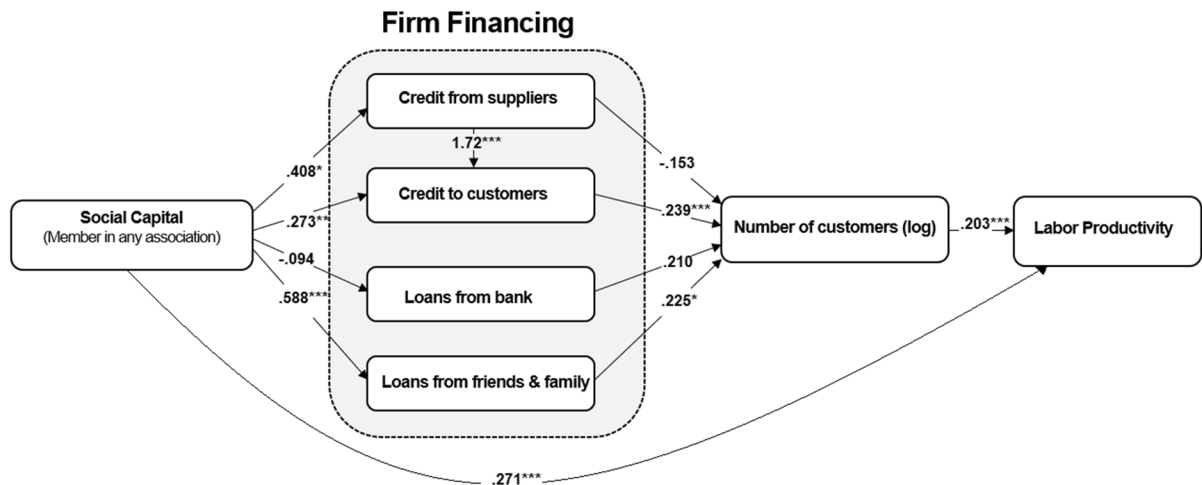 Firm Financing
Credit from suppliers
1.72***
.408*
-.153
Credit to customers
.273**
.239***
Social Capital
(Member in any association)
Number of customers (log)
.203***
Labor Productivity
-.094
.210
Loans from bank
.588***
.225*
Loans from friends & family
.271***